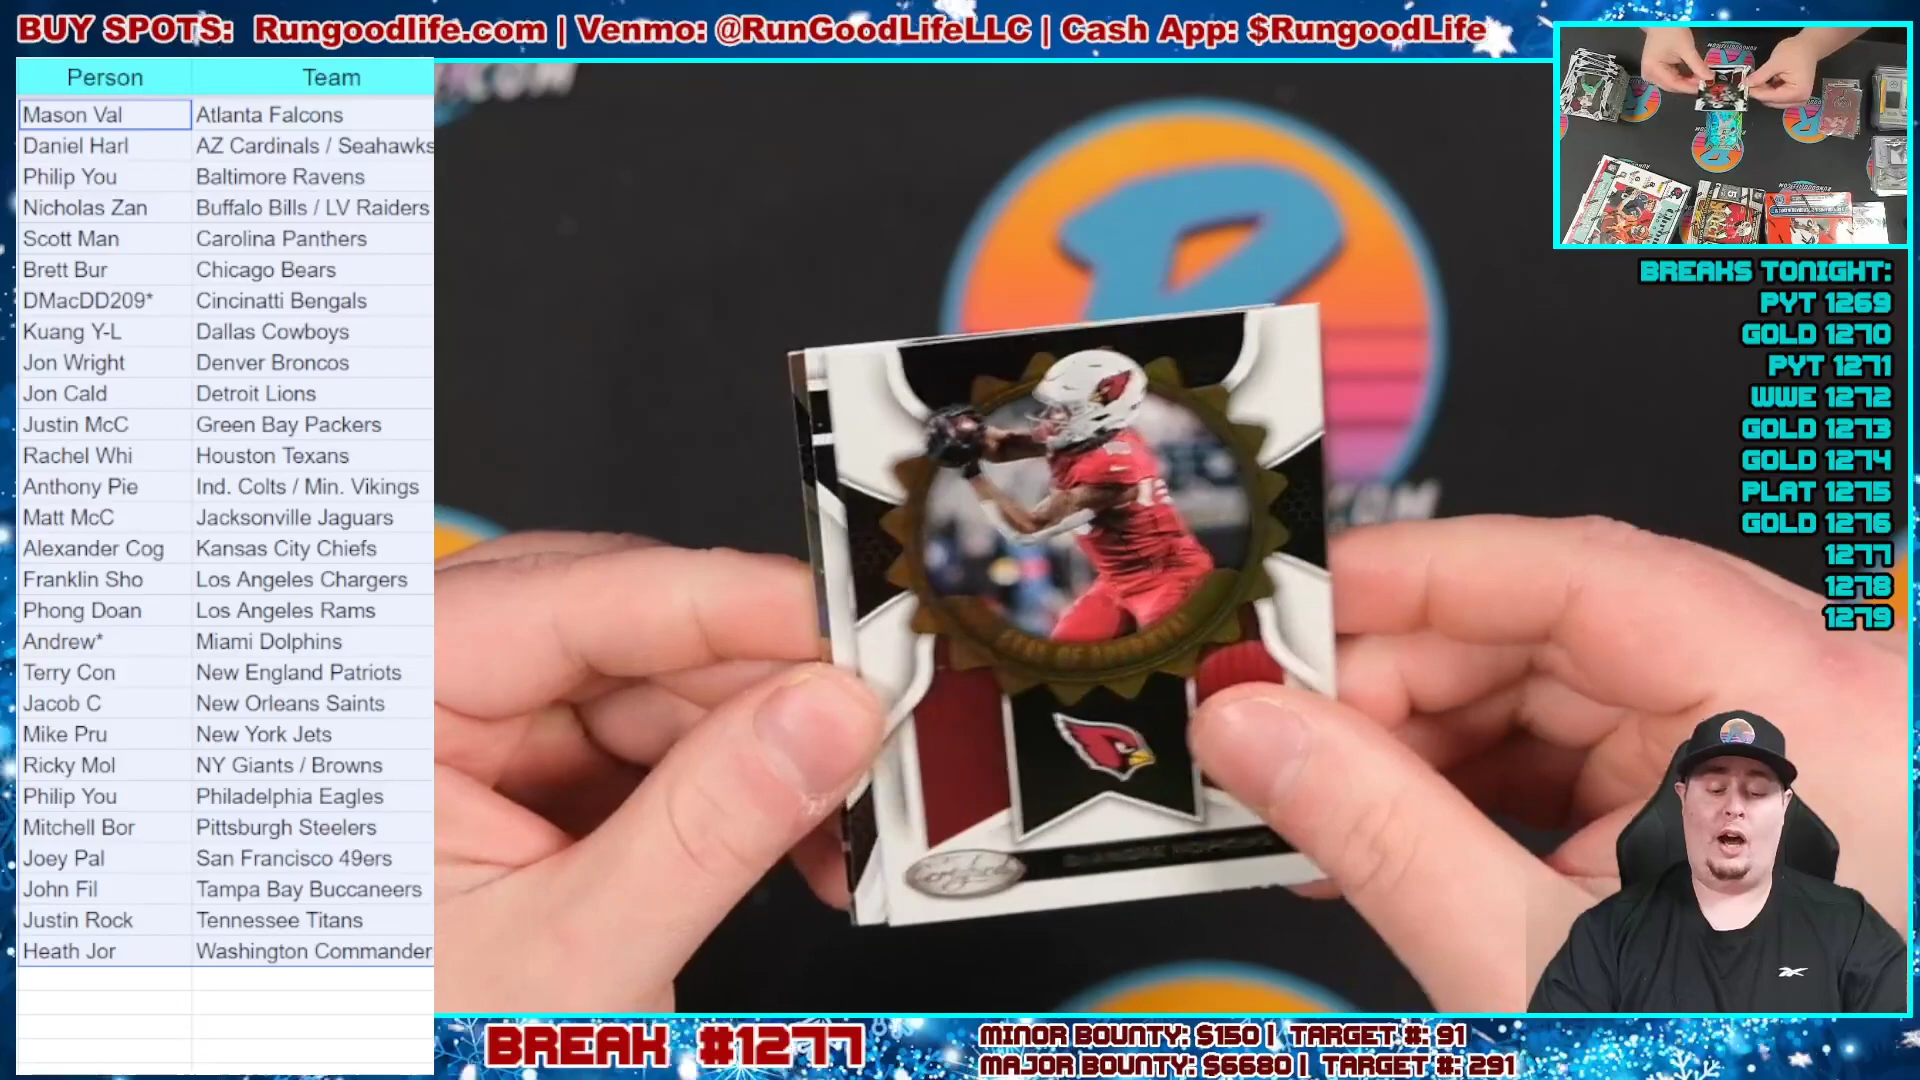 BUY SPOTS: Rungoodlife.com | Venmo: @RunGoodLifeLLC | Cash App: $RungoodLife
Person Team
Mason Val Atlanta Falcons
Daniel Harl AZ Cardinals / Seahawks
Philip You Baltimore Ravens
Nicholas Zan Buffalo Bills / LV Raiders
Scott Man Carolina Panthers
Brett Bur Chicago Bears
DMacDD209* Cincinatti Bengals
Kuang Y-L Dallas Cowboys
Jon Wright Denver Broncos
Jon Cald Detroit Lions
Justin McC Green Bay Packers
Rachel Whi Houston Texans
Anthony Pie Ind. Colts / Min. Vikings
Matt McC Jacksonville Jaguars
Alexander Cog Kansas City Chiefs
Franklin Sho Los Angeles Chargers
Phong Doan Los Angeles Rams
Andrew* Miami Dolphins
Terry Con New England Patriots
Jacob C New Orleans Saints
Mike Pru New York Jets
Ricky Mol NY Giants / Browns
Philip You Philadelphia Eagles
Mitchell Bor Pittsburgh Steelers
Joey Pal San Francisco 49ers
John Fil Tampa Bay Buccaneers
Justin Rock Tennessee Titans
Heath Jor Washington Commander
BREAKS TONIGHT:
PYT 1269
GOLD 1270
PYT 1271
WWE 1272
GOLD 1273
GOLD 1274
PLAT 1275
GOLD 1276
1277
1278
1279
BREAK #1277
MINOR BOUNTY: $150 | TARGET #: 91
MAJOR BOUNTY: $6680 | TARGET #: 291